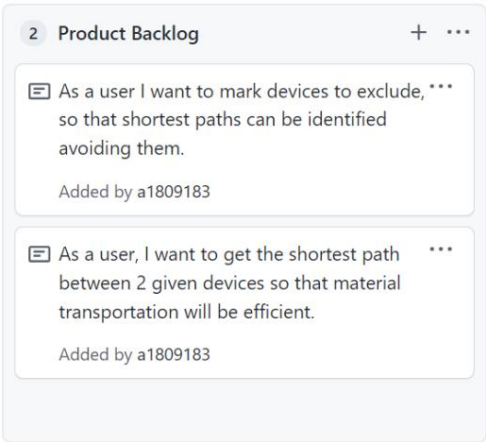 2 Product Backlog
As a user I want to mark devices to exclude,
so that shortest paths can be identified
avoiding them.
Added by a1809183
As a user, I want to get the shortest path
between 2 given devices so that material
transportation will be efficient.
Added by a1809183